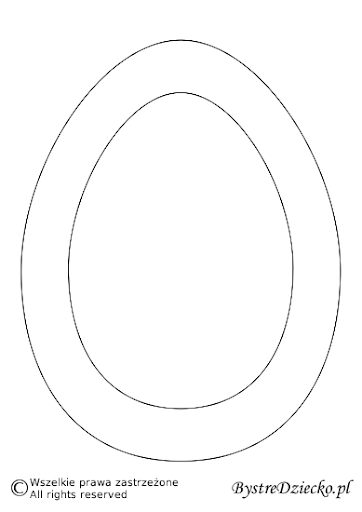 © Wszelkie prawa zastrzeżone
All rights reserved
BystreDziecko.pl